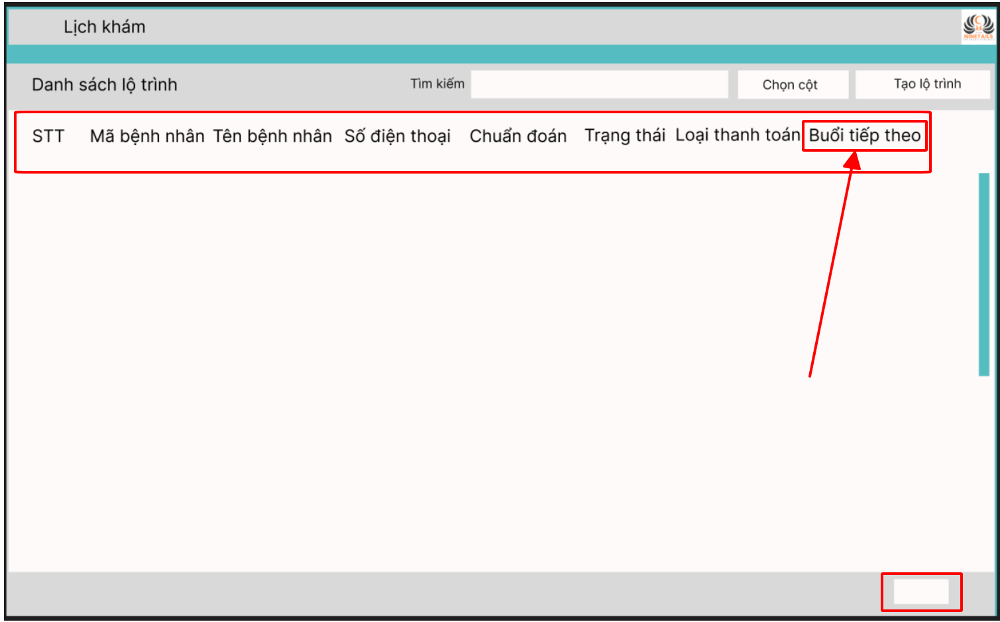 Lịch khám
NINETAILS
Danh sách lộ trình
Tìm kiếm
Chọn cột
Tạo lộ trình
STT Mã bệnh nhân Tên bệnh nhân Số điện thoại Chuẩn đoán Trạng thái Loại thanh toán Buổi tiếp theo